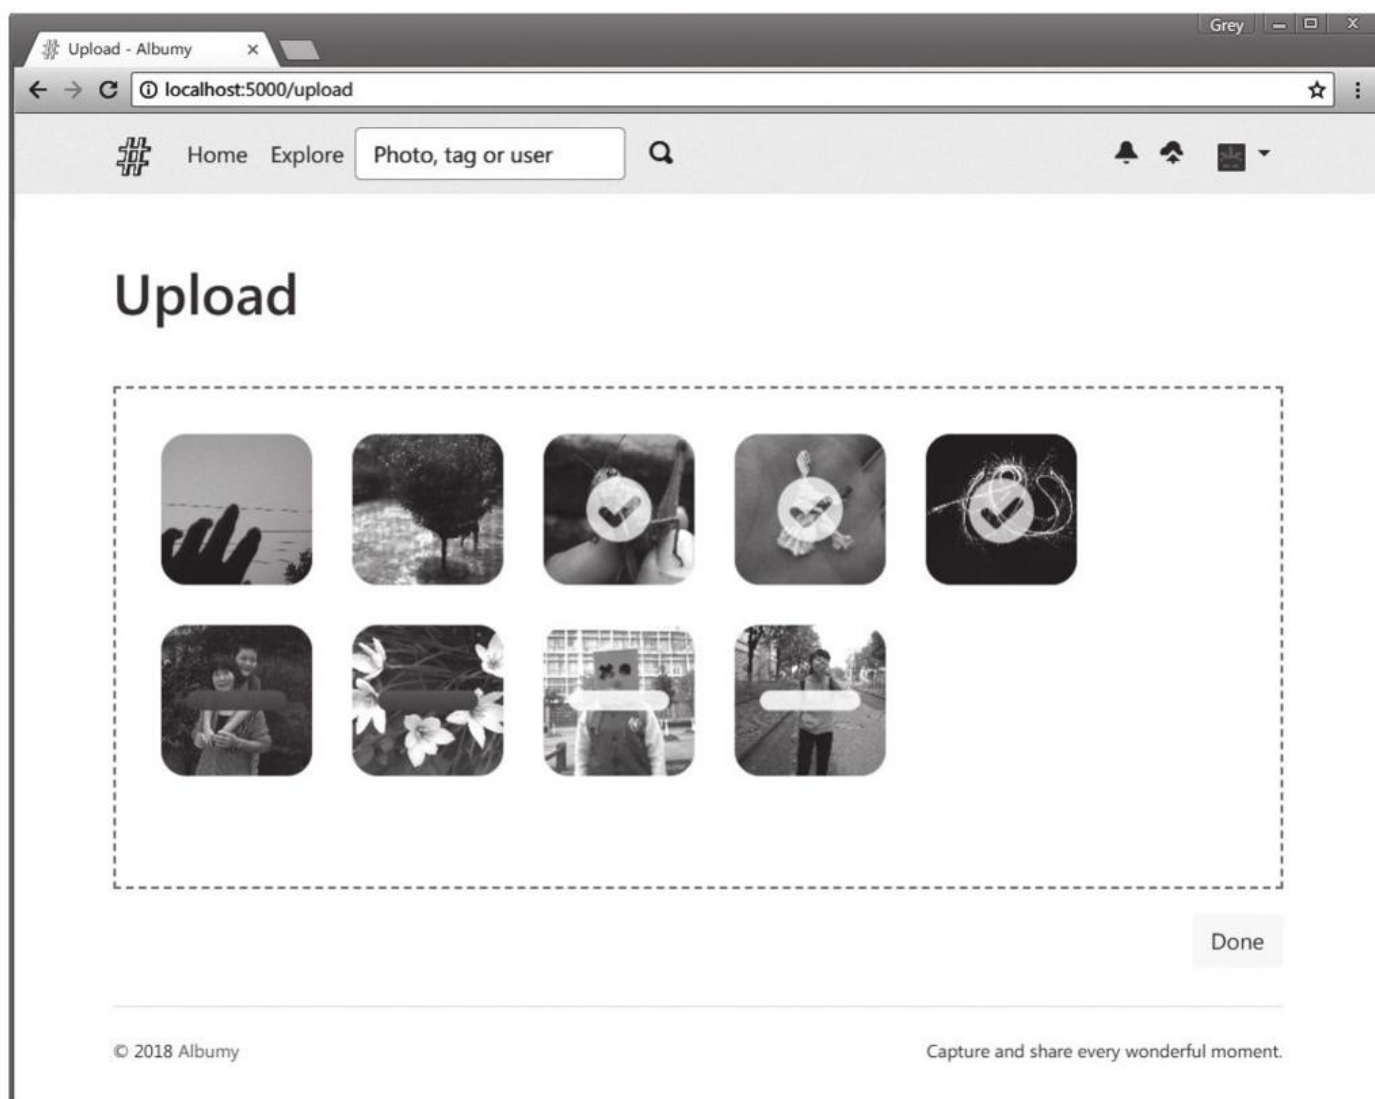 Grey
Upload - Albumy
localhost:5000/upload
Home Explore Photo, tag or user
Upload
Done
© 2018 Albumy
Capture and share every wonderful moment.